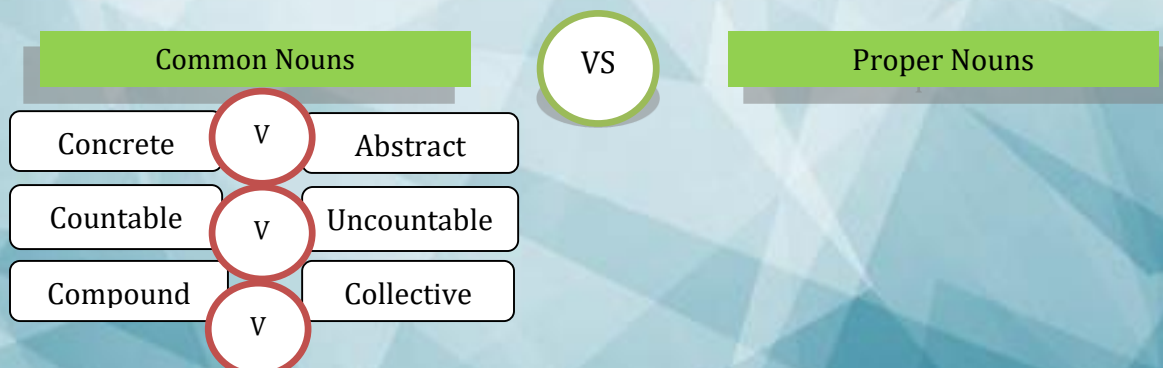 Common Nouns VS Proper Nouns
Concrete V Abstract
Countable V Uncountable
Compound V Collective